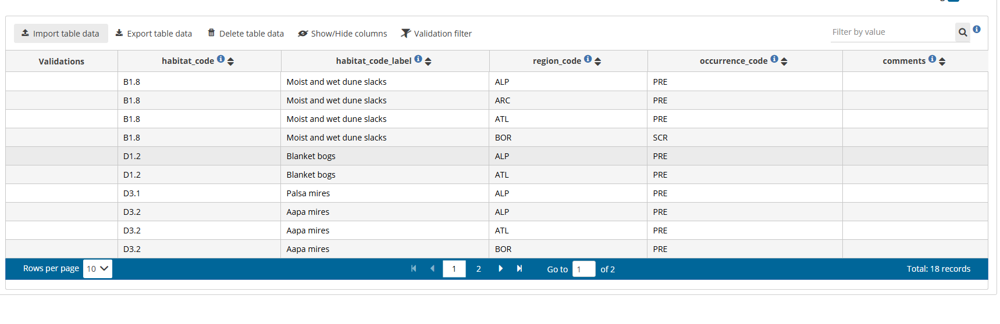 Import table data Export table data Delete table data Show/Hide columns Validation filter Filter by value
Validations habitat_code habitat_code_label region_code occurrence_code comments
B1.8 Moist and wet dune slacks ALP PRE
B1.8 Moist and wet dune slacks ARC PRE
B1.8 Moist and wet dune slacks ATL PRE
B1.8 Moist and wet dune slacks BOR SCR
D1.2 Blanket bogs ALP PRE
D1.2 Blanket bogs ATL PRE
D3.1 Palsa mires ALP PRE
D3.2 Aapa mires ALP PRE
D3.2 Aapa mires ATL PRE
D3.2 Aapa mires BOR PRE
Rows per page 10 1 2 Go to 1 of 2 Total: 18 records